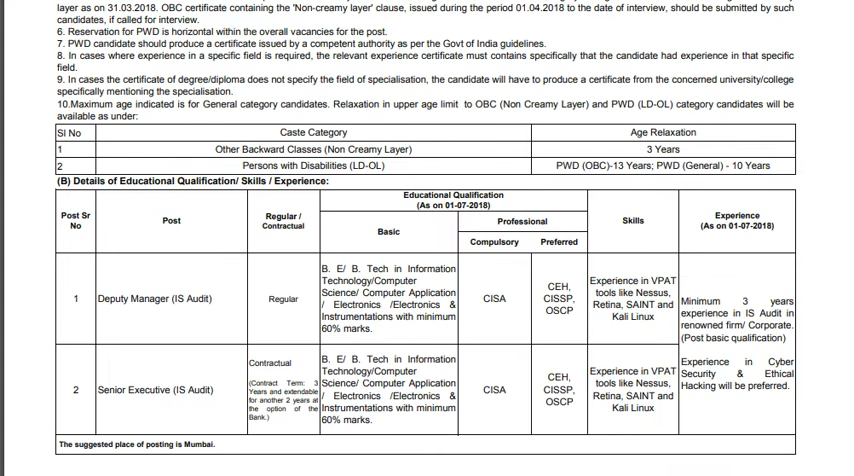 layer as on 31.03.2018. OBC certificate containing the 'Non-creamy layer' clause, issued during the period 01.04.2018 to the date of interview, should be submitted by such
candidates, if called for interview.
6. Reservation for PWD is horizontal within the overall vacancies for the post.
7. PWD candidate should produce a certificate issued by a competent authority as per the Govt of India guidelines.
8. In cases where experience in a specific field is required, the relevant experience certificate must contains specifically that the candidate had experience in that specific
field.
9. In cases the certificate of degree/diploma does not specify the field of specialisation, the candidate will have to produce a certificate from the concerned university/college
specifically mentioning the specialisation.
10.Maximum age indicated is for General category candidates. Relaxation in upper age limit to OBC (Non Creamy Layer) and PWD (LD-OL) category candidates will be
available as under:
Sl No Caste Category Age Relaxation
1 Other Backward Classes (Non Creamy Layer) 3 Years
2 Persons with Disabilities (LD-OL) PWD (OBC)-13 Years; PWD (General) - 10 Years
(B) Details of Educational Qualification/ Skills / Experience:
Post Sr
No
Post
Regular /
Contractual
Educational Qualification
(As on 01-07-2018)
Basic
Professional
Compulsory Preferred
Skills
Experience
(As on 01-07-2018)
1
Deputy Manager (IS Audit)
Regular
B. E/ B. Tech in Information
Technology/Computer
Science/ Computer Application
/ Electronics /Electronics &
Instrumentations with minimum
60% marks.
CISA
CEH,
CISSP,
OSCP
Experience in VPAT
tools like Nessus,
Retina, SAINT and
Kali Linux
Minimum 3 years
experience in IS Audit in
renowned firm/ Corporate.
(Post basic qualification)
Experience in Cyber
Security & Ethical
Hacking will be preferred.
2
Senior Executive (IS Audit)
Contractual
(Contract Term: 3
Years and extendable
for another 2 years at
the option of the
Bank.)
B. E/ B. Tech in Information
Technology/Computer
Science/ Computer Application
/ Electronics /Electronics &
Instrumentations with minimum
60% marks.
CISA
CEH,
CISSP,
OSCP
Experience in VPAT
tools like Nessus,
Retina, SAINT and
Kali Linux
The suggested place of posting is Mumbai.